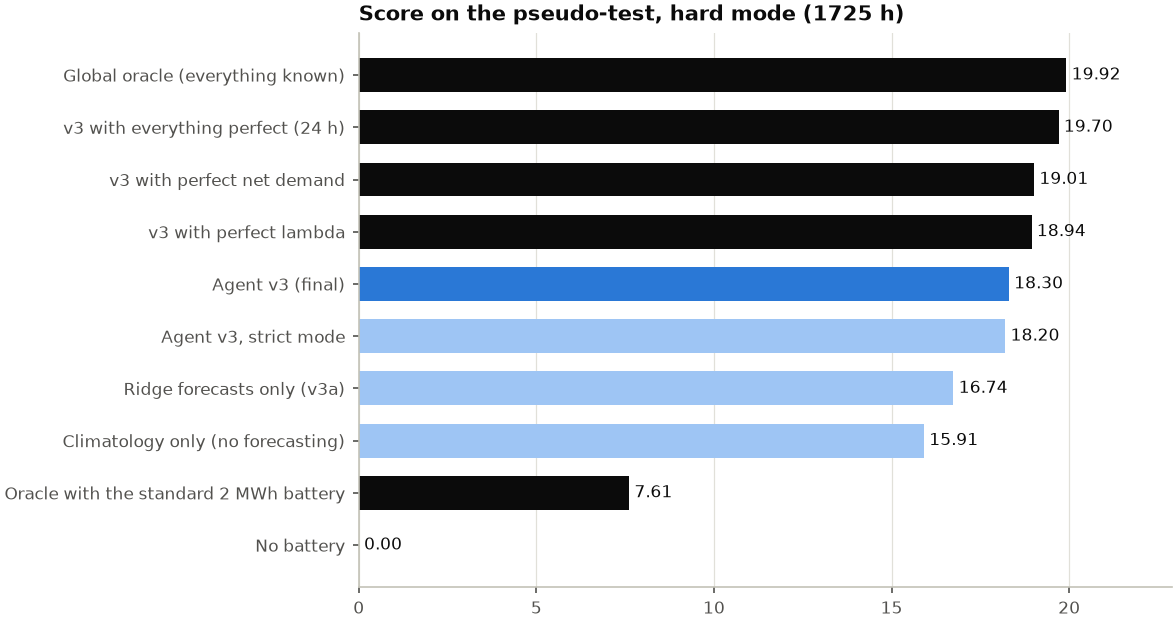 Score on the pseudo-test, hard mode (1725 h)
Global oracle (everything known) 19.92
v3 with everything perfect (24 h) 19.70
v3 with perfect net demand 19.01
v3 with perfect lambda 18.94
Agent v3 (final) 18.30
Agent v3, strict mode 18.20
Ridge forecasts only (v3a) 16.74
Climatology only (no forecasting) 15.91
Oracle with the standard 2 MWh battery 7.61
No battery 0.00
0 5 10 15 20